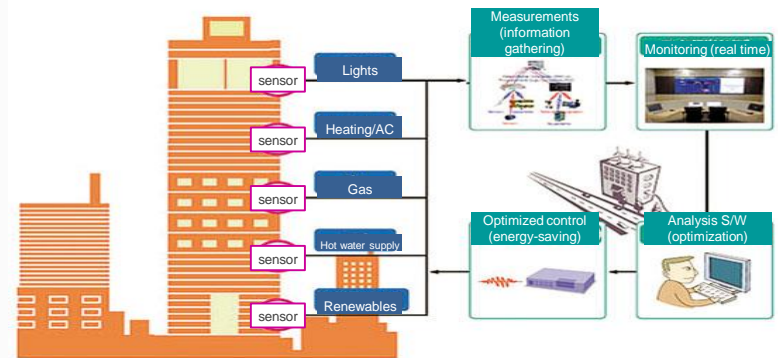 Measurements
(information
gathering)
Monitoring (real time)
sensor
Lights
sensor
Heating/AC
sensor
Gas
sensor
Hot water supply
sensor
Renewables
Optimized control
(energy-saving)
Analysis S/W
(optimization)